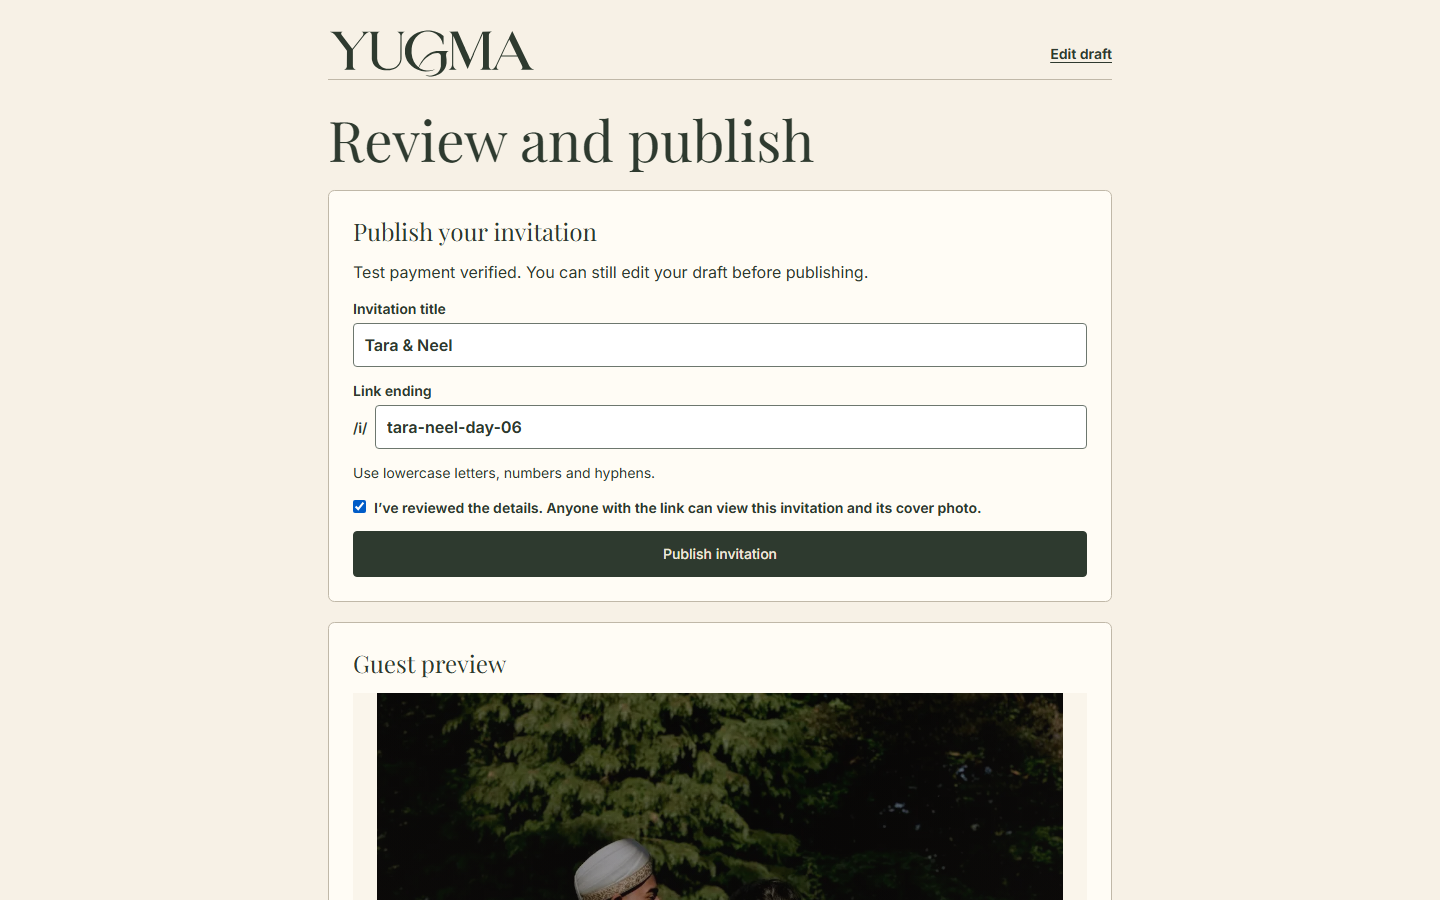 YUGMA
Edit draft
Review and publish
Publish your invitation
Test payment verified. You can still edit your draft before publishing.
Invitation title
Tara & Neel
Link ending
/i/ tara-neel-day-06
Use lowercase letters, numbers and hyphens.
I’ve reviewed the details. Anyone with the link can view this invitation and its cover photo.
Publish invitation
Guest preview